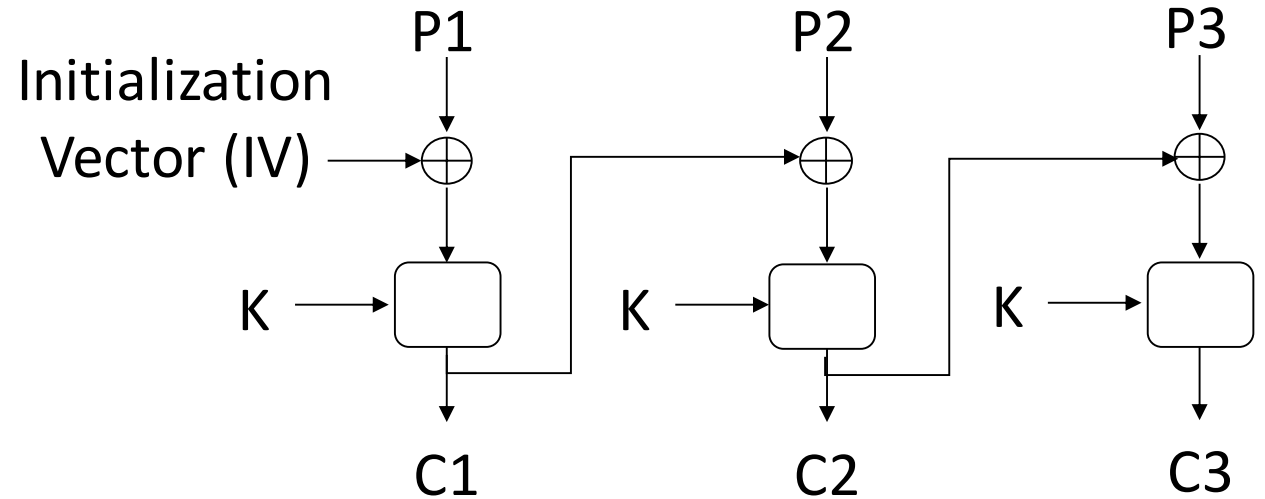 P1
P2
P3
Initialization
Vector (IV)
K
K
K
C1
C2
C3